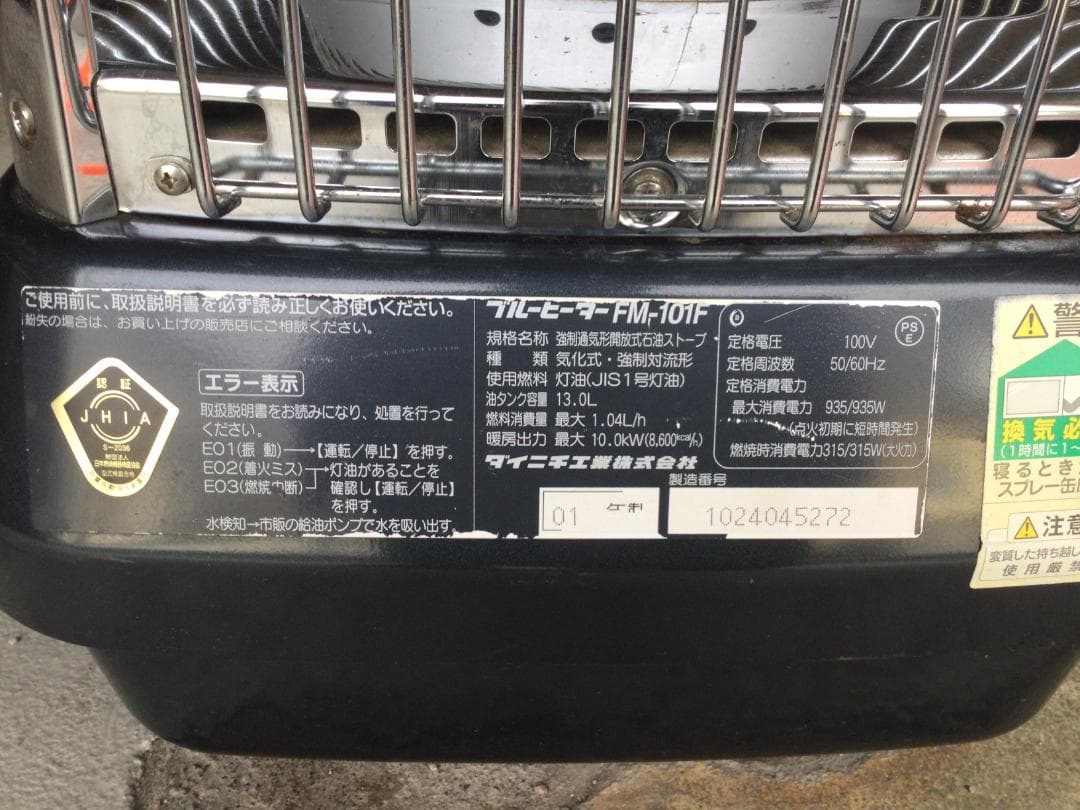 ご使用前に、取扱説明書を必ず読み正しくお使いください。
紛失の場合は、お買い上げの販売店にご相談ください。
認証
JHIA
S-2036
エラー表示
取扱説明書をお読みになり、処置を行って
ください。
E01(振 動)→【運転/停止】を押す。
E02(着火ミス)→灯油があることを
E03(燃焼中断) 確認し【運転/停止】
を押す。
水検知→市販の給油ポンプで水を吸い出す。
ブルーヒーター FM-101F
規格名称 強制通気形開放式石油ストーブ
種 類 気化式・強制対流形
使用燃料 灯油(JIS1号灯油)
油タンク容量 13.0L
燃料消費量 最大 1.04L/h
暖房出力 最大 10.0kW(8,600kcal/h)
ダイニチ工業株式会社
PS
E
定格電圧 100V
定格周波数 50/60Hz
定格消費電力
最大消費電力 935/935W
(点火初期に短時間発生)
燃焼時消費電力315/315W(大火力)
製造番号
01
1024045272
警
換気必
(1時間に1〜
寝るとき
スプレー缶
注意
変質した持ち越し
使用厳禁